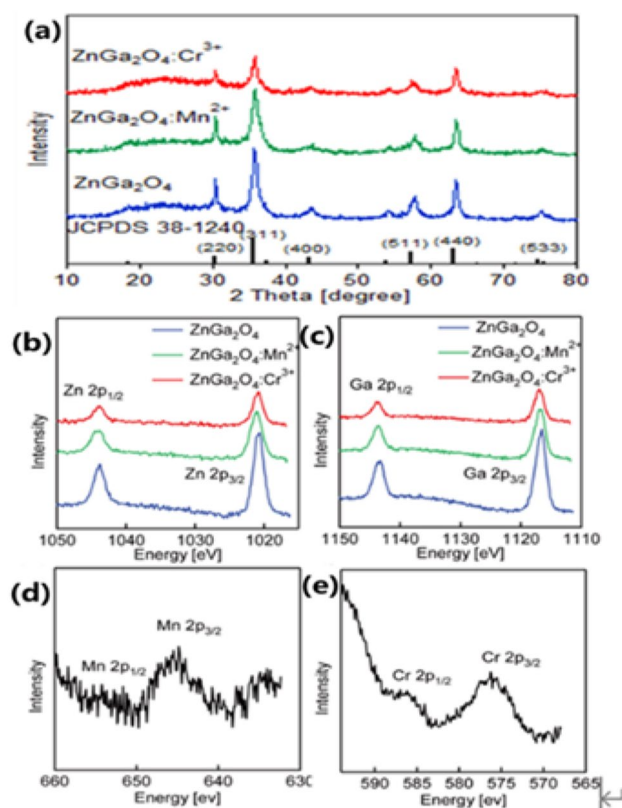 (a)
ZnGa₂O₄:Cr³⁺
ZnGa₂O₄:Mn²⁺
ZnGa₂O₄
JCPDS 38-1240
(311)
(220)
(400)
(511)
(440)
(533)
Intensity
10 20 30 40 50 60 70 80
2 Theta [degree]
(b)
ZnGa₂O₄
ZnGa₂O₄:Mn²⁺
ZnGa₂O₄:Cr³⁺
Zn 2p₁/₂
Zn 2p₃/₂
Intensity
1050 1040 1030 1020
Energy [eV]
(c)
ZnGa₂O₄
ZnGa₂O₄:Mn²⁺
ZnGa₂O₄:Cr³⁺
Ga 2p₁/₂
Ga 2p₃/₂
Intensity
1150 1140 1130 1120 1110
Energy [eV]
(d)
Mn 2p₃/₂
Mn 2p₁/₂
Intensity
660 650 640 630
Energy [ev]
(e)
Cr 2p₃/₂
Cr 2p₁/₂
Intensity
590 585 580 575 570 565
Energy [ev]